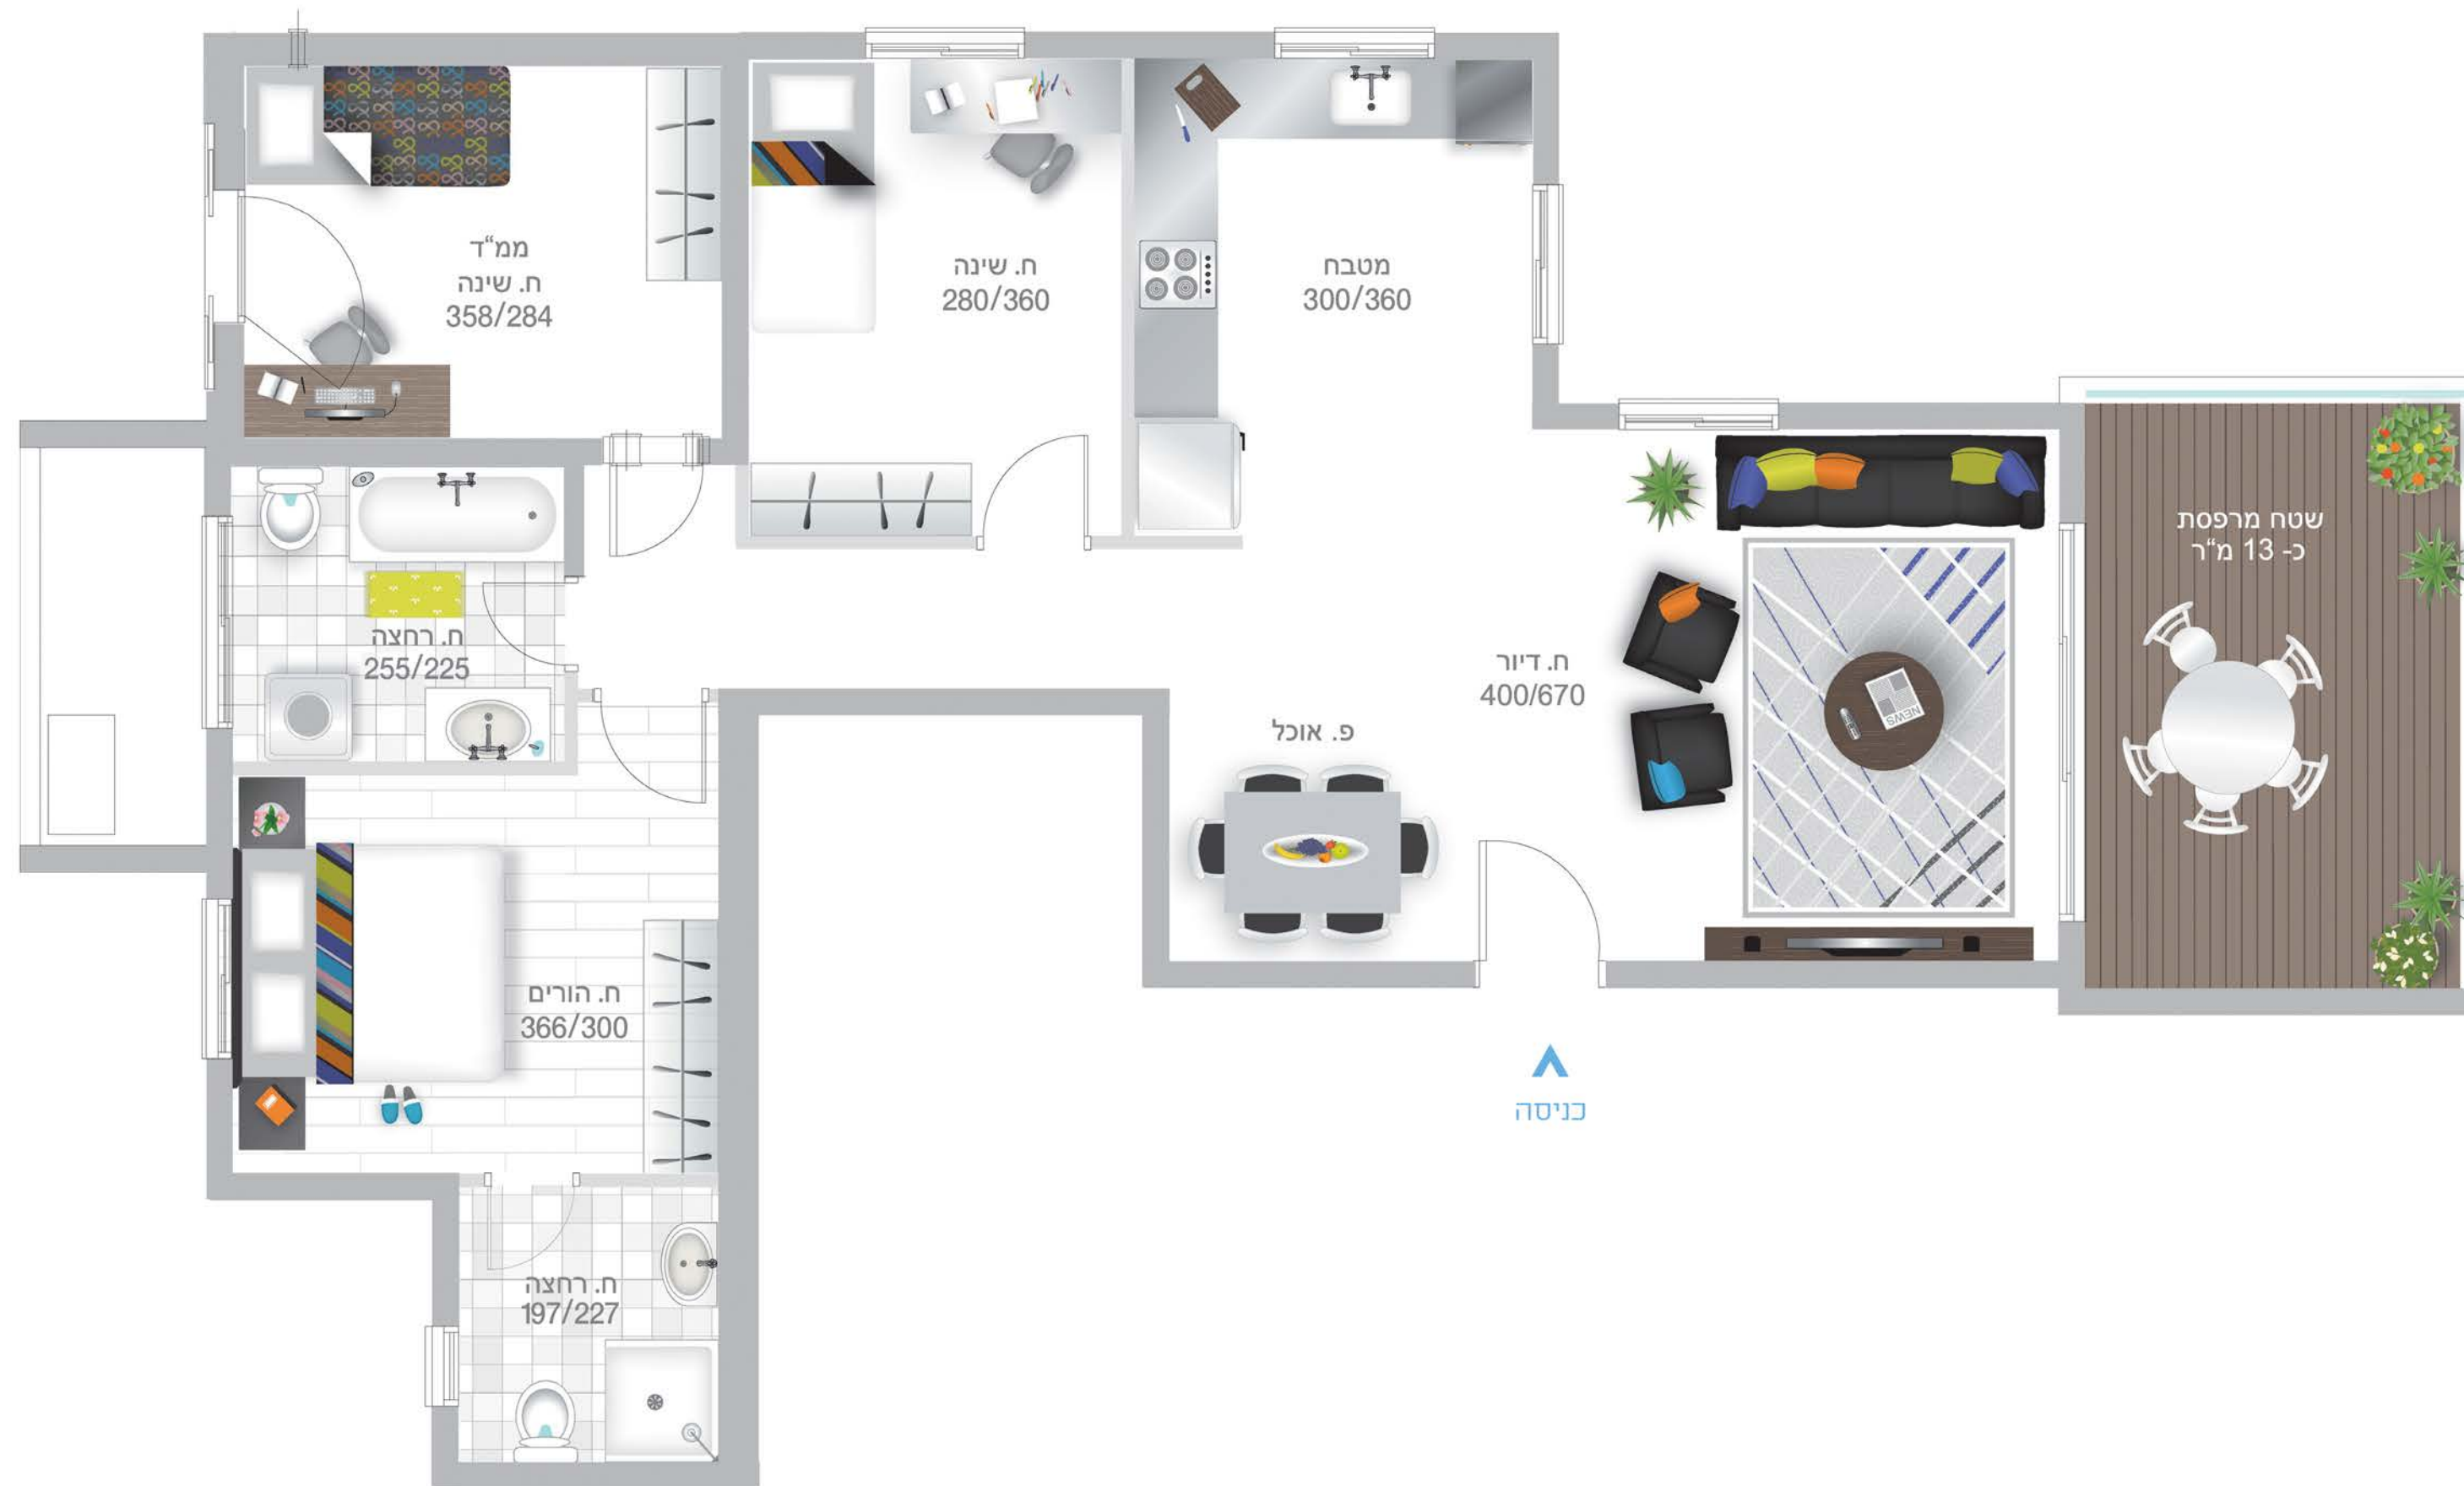 ממ"ד
ח. שינה
358/284
ח. שינה
280/360
מטבח
300/360
שטח מרפסת
כ- 13 מ"ר
ח. רחצה
255/225
ח. דיור
400/670
NEWS
פ. אוכל
ח. הורים
366/300
כניסה
ח. רחצה
197/227